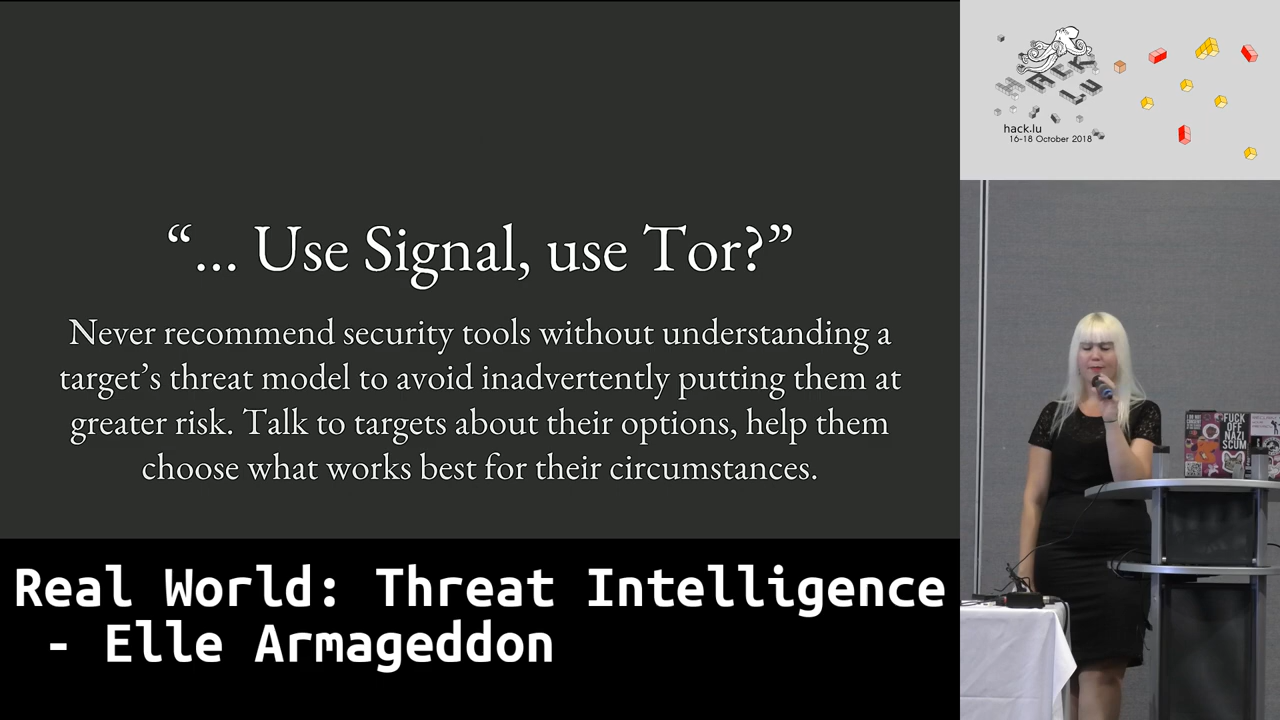 “... Use Signal, use Tor?”
Never recommend security tools without understanding a
target’s threat model to avoid inadvertently putting them at
greater risk. Talk to targets about their options, help them
choose what works best for their circumstances.
Real World: Threat Intelligence
- Elle Armageddon
HACK
LU
hack.lu
16-18 October 2018
FUCK
OFF
NAZI
SCUM